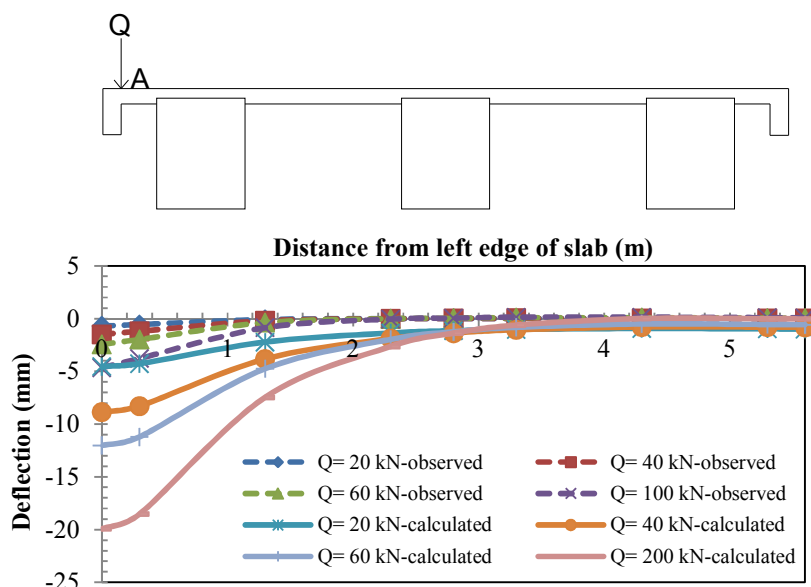 Q
A
Distance from left edge of slab (m)
5
0
-5
-10
-15
-20
-25
0 1 2 3 4 5
Deflection (mm)
Q= 20 kN-observed Q= 40 kN-observed
Q= 60 kN-observed Q= 100 kN-observed
Q= 20 kN-calculated Q= 40 kN-calculated
Q= 60 kN-calculated Q= 200 kN-calculated